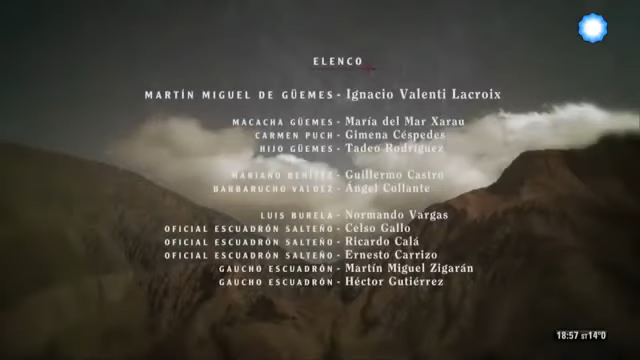 ELENCO
MARTÍN MIGUEL DE GÜEMES - Ignacio Valenti Lacroix
MACACHA GÜEMES - María del Mar Xarau
CARMEN PUCH - Gimena Céspedes
HIJO GÜEMES - Tadeo Rodríguez
MARIANO BENÍTEZ - Guillermo Castro
BARBARUCHO VALDEZ - Ángel Collante
LUIS BURELA - Normando Vargas
OFICIAL ESCUADRÓN SALTEÑO - Celso Gallo
OFICIAL ESCUADRÓN SALTEÑO - Ricardo Calá
OFICIAL ESCUADRÓN SALTEÑO - Ernesto Carrizo
GAUCHO ESCUADRÓN - Martín Miguel Zigarán
GAUCHO ESCUADRÓN - Héctor Gutiérrez
18:57 ST 14°0